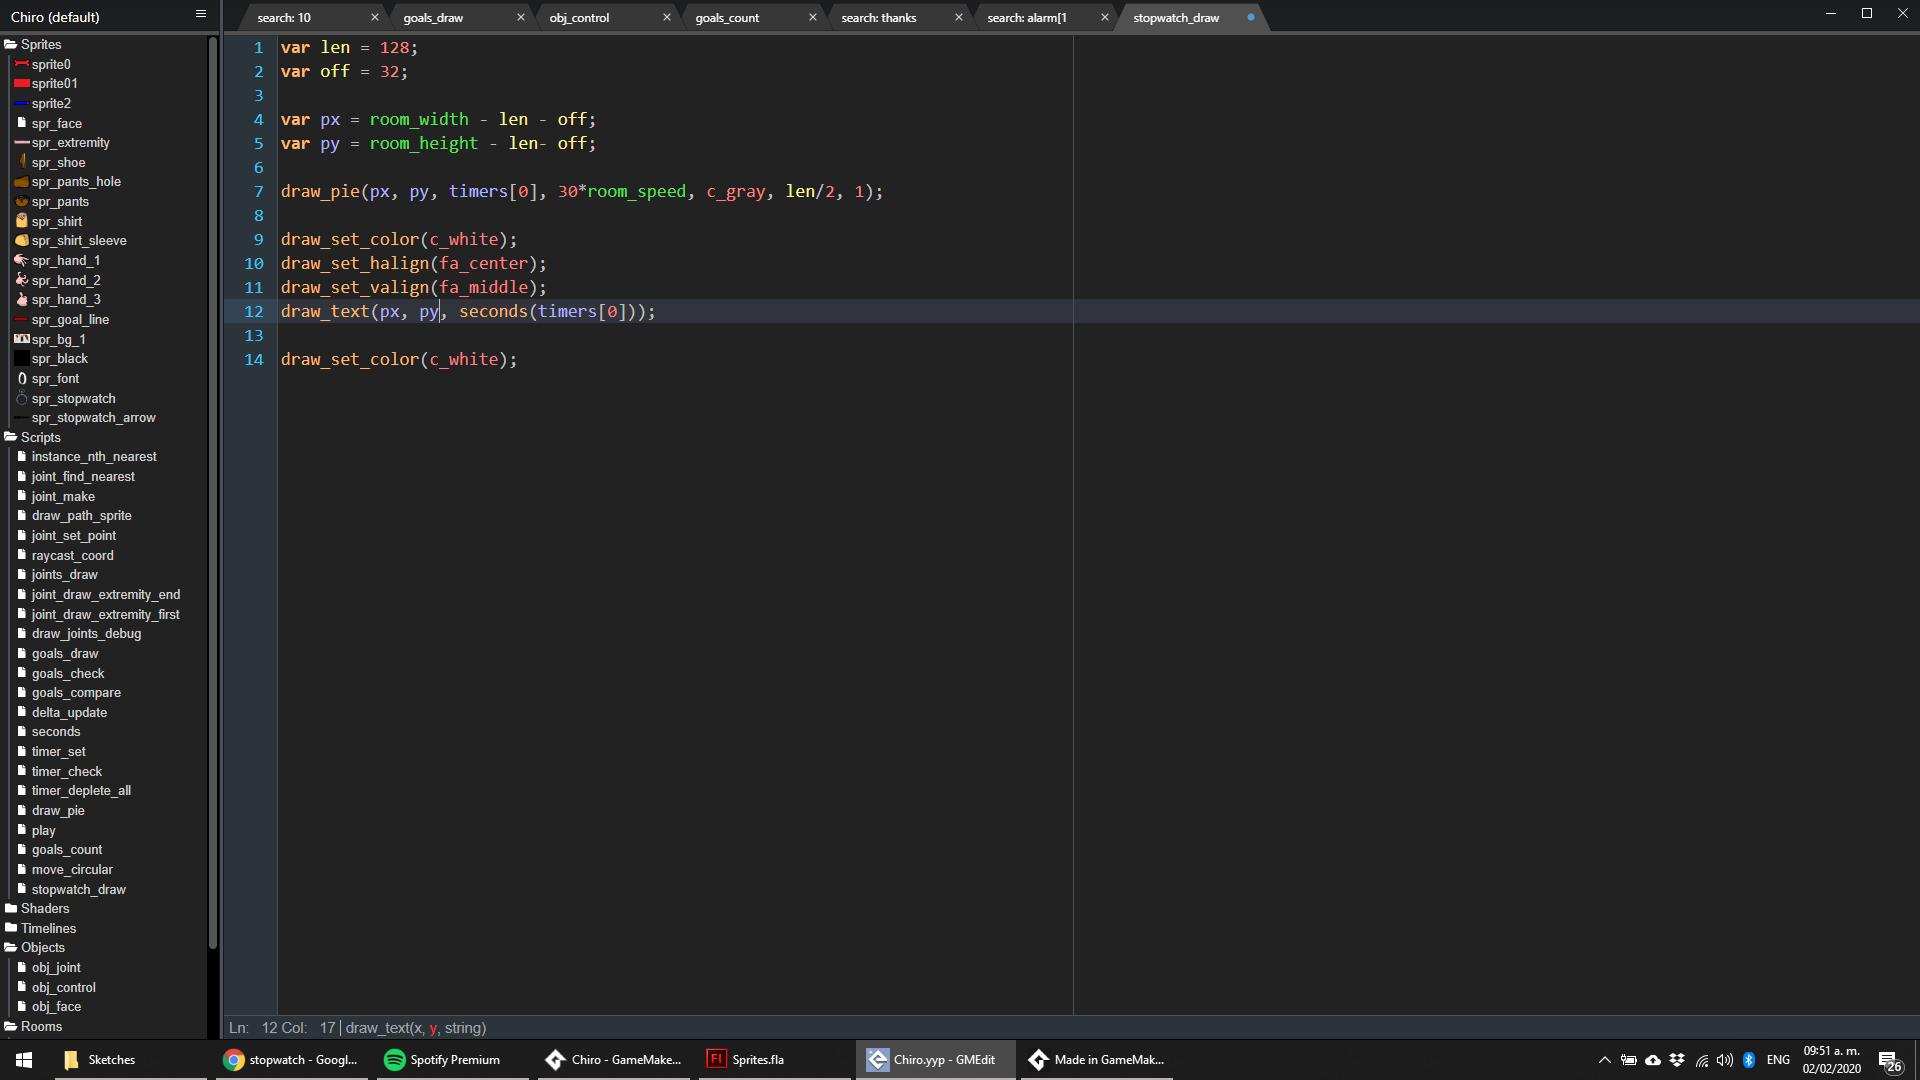 Chiro (default)
search: 10
goals_draw
obj_control
goals_count
search: thanks
search: alarm[1
stopwatch_draw
Sprites
sprite0
sprite01
sprite2
spr_face
spr_extremity
spr_shoe
spr_pants_hole
spr_pants
spr_shirt
spr_shirt_sleeve
spr_hand_1
spr_hand_2
spr_hand_3
spr_goal_line
spr_bg_1
spr_black
spr_font
spr_stopwatch
spr_stopwatch_arrow
Scripts
instance_nth_nearest
joint_find_nearest
joint_make
draw_path_sprite
joint_set_point
raycast_coord
joints_draw
joint_draw_extremity_end
joint_draw_extremity_first
draw_joints_debug
goals_draw
goals_check
goals_compare
delta_update
seconds
timer_set
timer_check
timer_deplete_all
draw_pie
play
goals_count
move_circular
stopwatch_draw
Shaders
Timelines
Objects
obj_joint
obj_control
obj_face
Rooms
1 var len = 128;
2 var off = 32;
3
4 var px = room_width - len - off;
5 var py = room_height - len- off;
6
7 draw_pie(px, py, timers[0], 30*room_speed, c_gray, len/2, 1);
8
9 draw_set_color(c_white);
10 draw_set_halign(fa_center);
11 draw_set_valign(fa_middle);
12 draw_text(px, py, seconds(timers[0]));
13
14 draw_set_color(c_white);
Ln: 12 Col: 17 draw_text(x, y, string)
Sketches
stopwatch - Googl...
Spotify Premium
Chiro - GameMake...
Fl
Sprites.fla
Chiro.yyp - GMEdit
Made in GameMak...
ENG
09:51 a. m.
02/02/2020
26